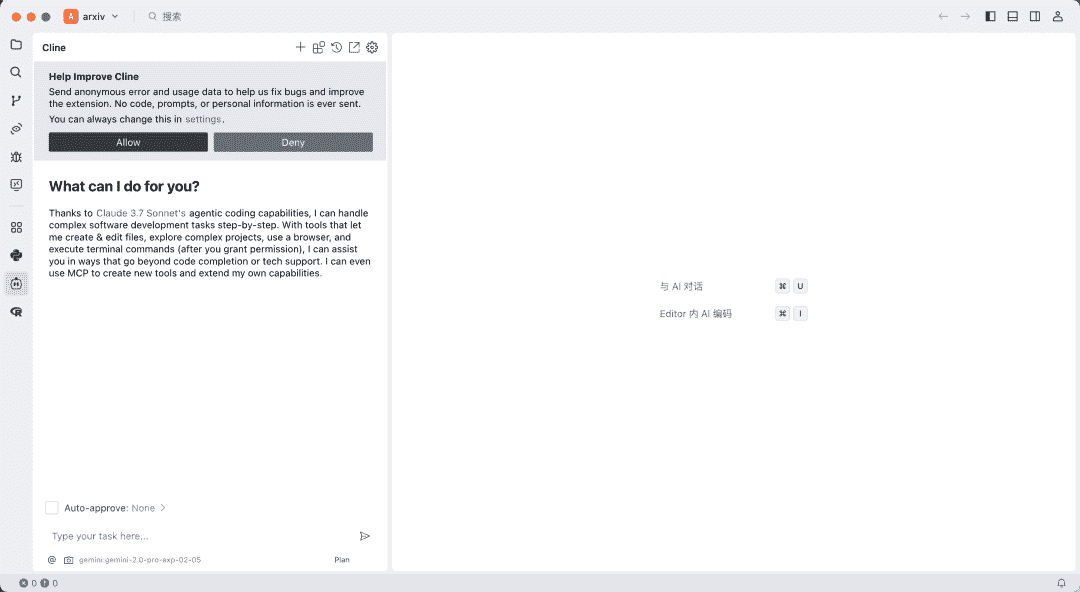 A arxiv
搜索
Cline
Help Improve Cline
Send anonymous error and usage data to help us fix bugs and improve
the extension. No code, prompts, or personal information is ever sent.
You can always change this in settings.
Allow
Deny
What can I do for you?
Thanks to Claude 3.7 Sonnet's agentic coding capabilities, I can handle
complex software development tasks step-by-step. With tools that let
me create & edit files, explore complex projects, use a browser, and
execute terminal commands (after you grant permission), I can assist
you in ways that go beyond code completion or tech support. I can even
use MCP to create new tools and extend my own capabilities.
与 AI 对话 ⌘ U
Editor 内 AI 编码 ⌘ I
Auto-approve: None
Type your task here...
@ gemini:gemini-2.0-pro-exp-02-05 Plan
0 0